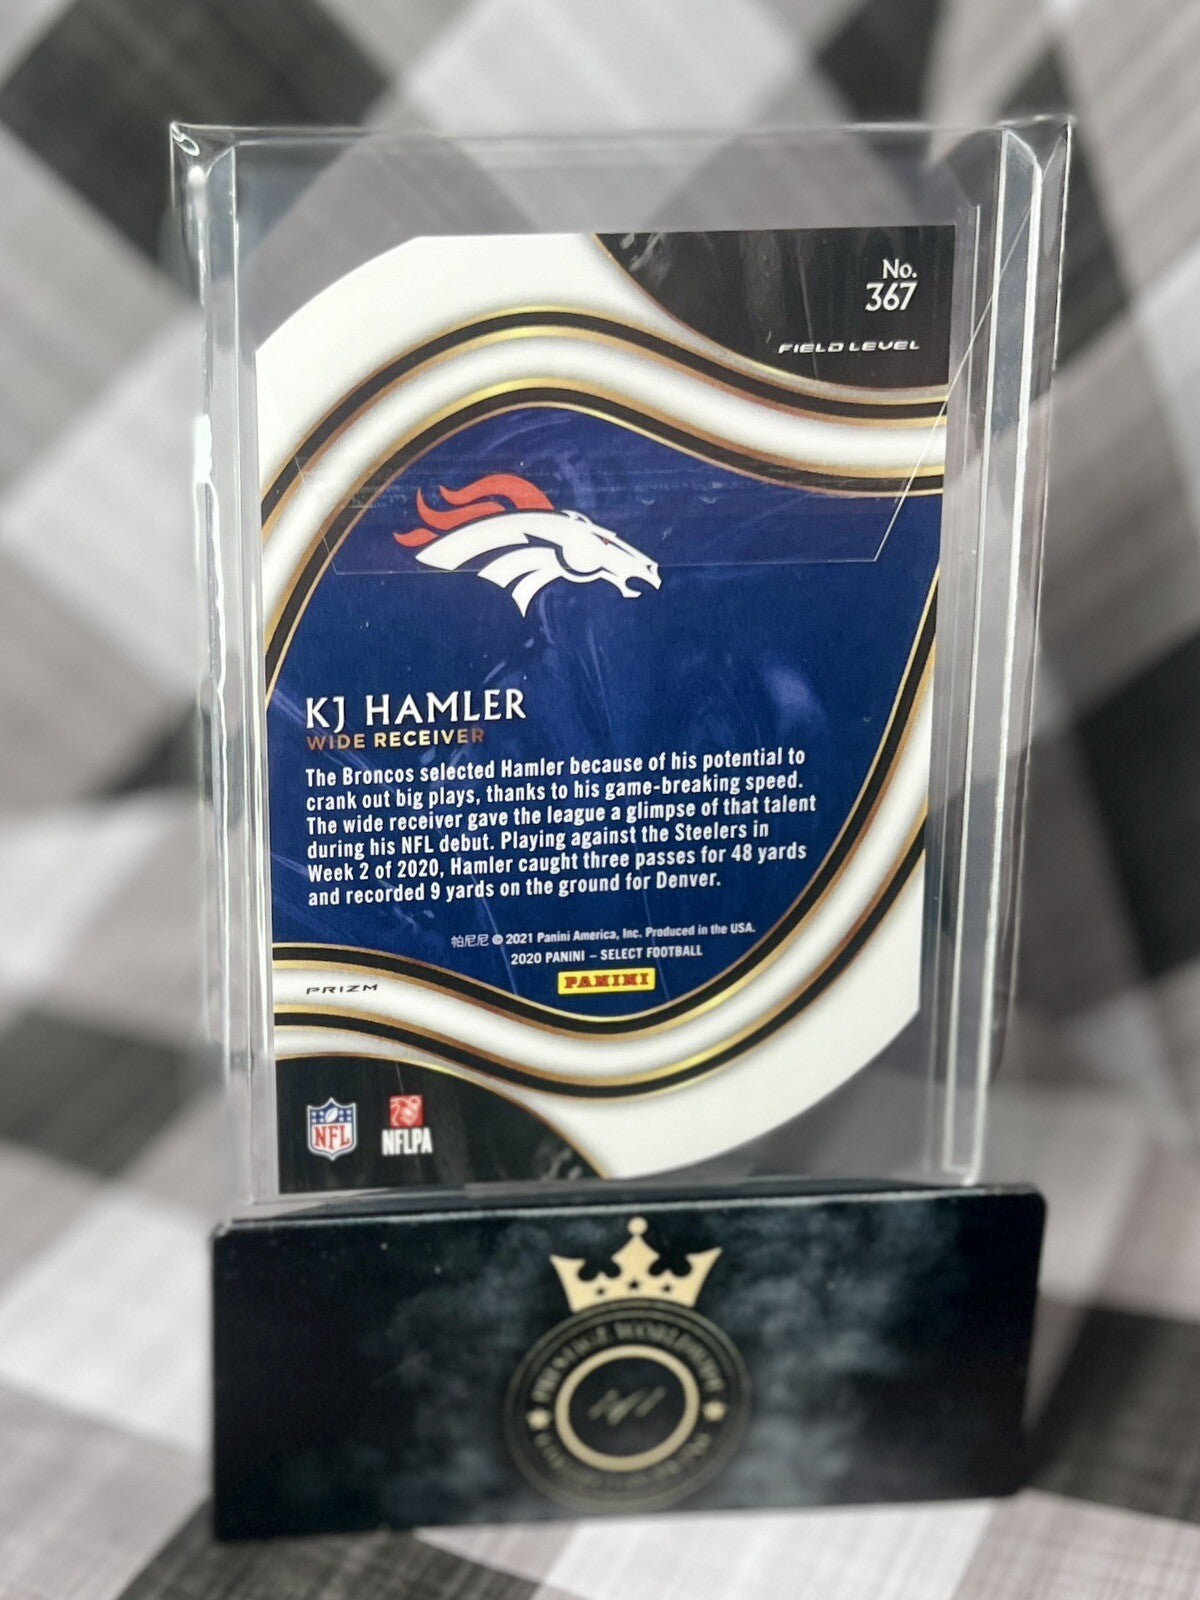 No.
367
FIELD LEVEL
KJ HAMLER
WIDE RECEIVER
The Broncos selected Hamler because of his potential to
crank out big plays, thanks to his game-breaking speed.
The wide receiver gave the league a glimpse of that talent
during his NFL debut. Playing against the Steelers in
Week 2 of 2020, Hamler caught three passes for 48 yards
and recorded 9 yards on the ground for Denver.
帕尼尼 © 2021 Panini America, Inc. Produced in the USA.
2020 PANINI – SELECT FOOTBALL
PANINI
PRIZM
NFL
NFLPA
PRESTIGE WORLDWIDE
1/1